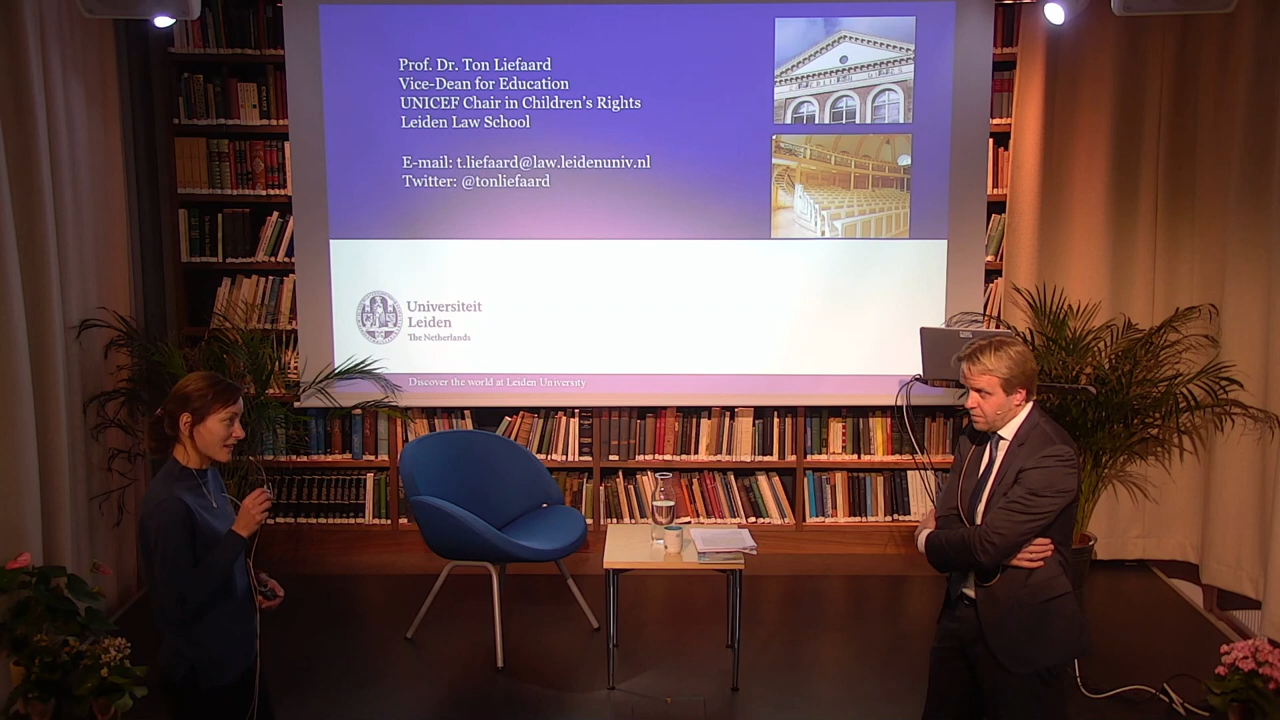 Prof. Dr. Ton Liefaard
Vice-Dean for Education
UNICEF Chair in Children's Rights
Leiden Law School
E-mail: t.liefaard@law.leidenuniv.nl
Twitter: @tonliefaard
Universiteit
Leiden
The Netherlands
Discover the world at Leiden University